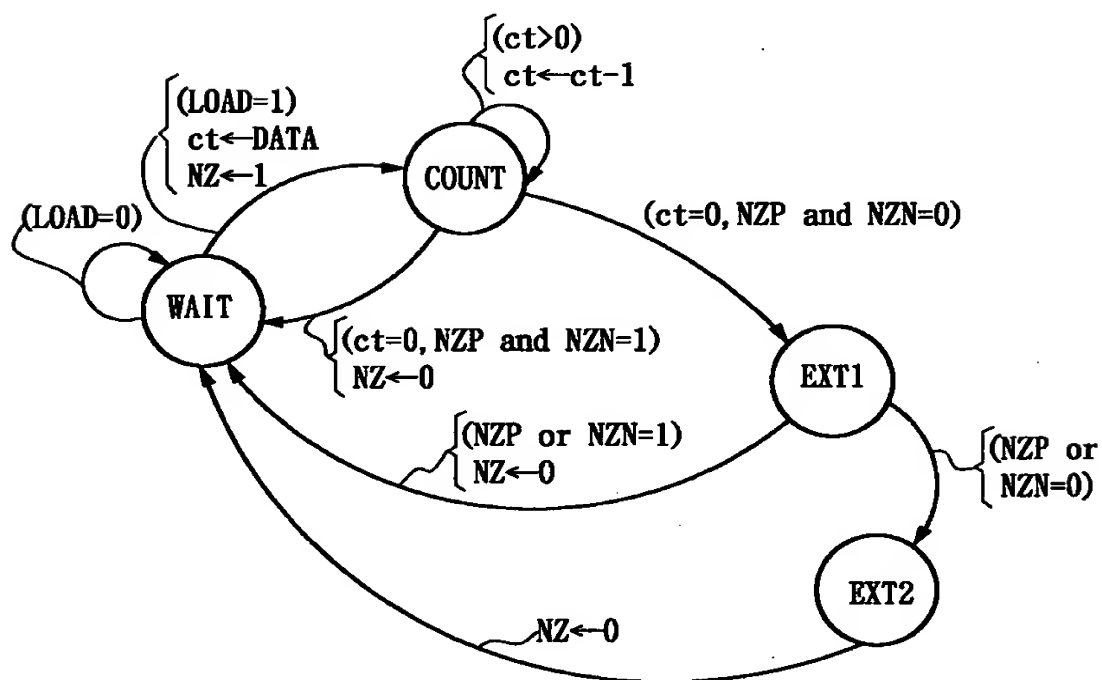 (ct>0)
ct←ct-1
(LOAD=1)
ct←DATA
NZ←1
COUNT
(LOAD=0)
(ct=0, NZP and NZN=0)
WAIT
(ct=0, NZP and NZN=1)
NZ←0
EXT1
(NZP or NZN=1)
NZ←0
(NZP or
NZN=0)
EXT2
NZ←0